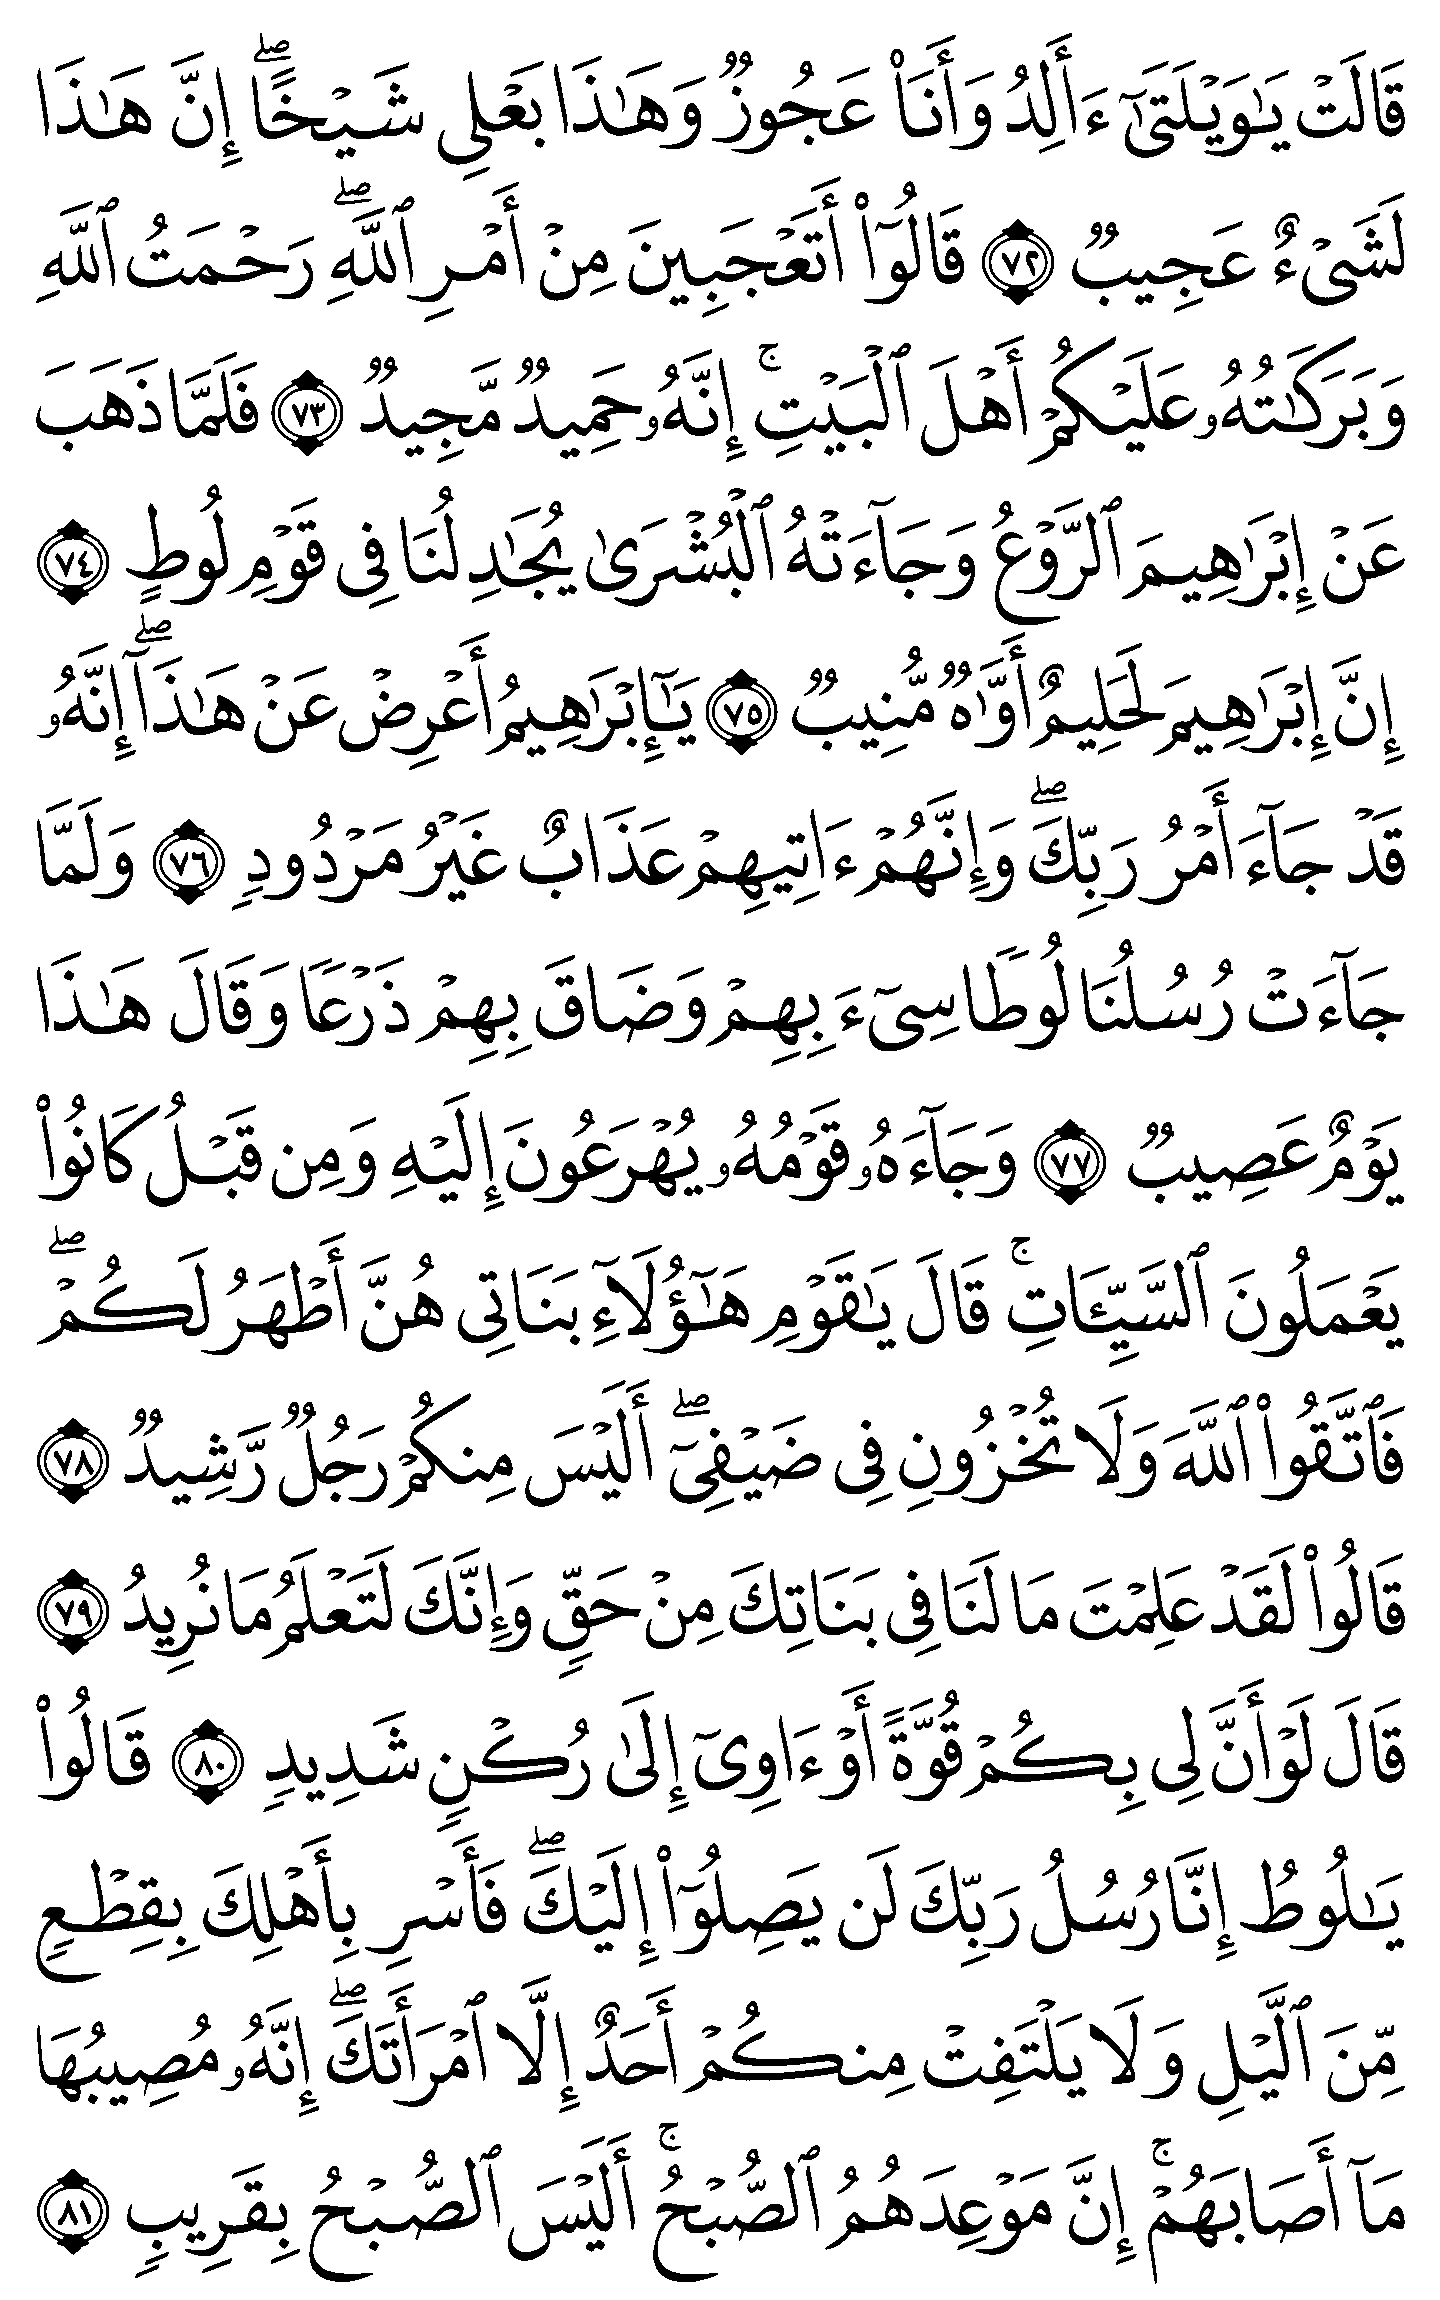 قَالَتْ يَٰوَيْلَتَىٰٓ ءَأَلِدُ وَأَنَا۠ عَجُوزٌ وَهَٰذَا بَعْلِى شَيْخًا ۖ إِنَّ هَٰذَا
لَشَىْءٌ عَجِيبٌ ٧٢ قَالُوٓا۟ أَتَعْجَبِينَ مِنْ أَمْرِ ٱللَّهِ ۖ رَحْمَتُ ٱللَّهِ
وَبَرَكَٰتُهُۥ عَلَيْكُمْ أَهْلَ ٱلْبَيْتِ ۚ إِنَّهُۥ حَمِيدٌ مَّجِيدٌ ٧٣ فَلَمَّا ذَهَبَ
عَنْ إِبْرَٰهِيمَ ٱلرَّوْعُ وَجَآءَتْهُ ٱلْبُشْرَىٰ يُجَٰدِلُنَا فِى قَوْمِ لُوطٍ ٧٤
إِنَّ إِبْرَٰهِيمَ لَحَلِيمٌ أَوَّٰهٌ مُّنِيبٌ ٧٥ يَٰٓإِبْرَٰهِيمُ أَعْرِضْ عَنْ هَٰذَآ ۖ إِنَّهُۥ
قَدْ جَآءَ أَمْرُ رَبِّكَ ۖ وَإِنَّهُمْ ءَاتِيهِمْ عَذَابٌ غَيْرُ مَرْدُودٍ ٧٦ وَلَمَّا
جَآءَتْ رُسُلُنَا لُوطًا سِىٓءَ بِهِمْ وَضَاقَ بِهِمْ ذَرْعًا وَقَالَ هَٰذَا
يَوْمٌ عَصِيبٌ ٧٧ وَجَآءَهُۥ قَوْمُهُۥ يُهْرَعُونَ إِلَيْهِ وَمِن قَبْلُ كَانُوا۟
يَعْمَلُونَ ٱلسَّيِّـَٔاتِ ۚ قَالَ يَٰقَوْمِ هَٰٓؤُلَآءِ بَنَاتِى هُنَّ أَطْهَرُ لَكُمْ ۖ
فَٱتَّقُوا۟ ٱللَّهَ وَلَا تُخْزُونِ فِى ضَيْفِىٓ ۖ أَلَيْسَ مِنكُمْ رَجُلٌ رَّشِيدٌ ٧٨
قَالُوا۟ لَقَدْ عَلِمْتَ مَا لَنَا فِى بَنَاتِكَ مِنْ حَقٍّ وَإِنَّكَ لَتَعْلَمُ مَا نُرِيدُ ٧٩
قَالَ لَوْ أَنَّ لِى بِكُمْ قُوَّةً أَوْ ءَاوِىٓ إِلَىٰ رُكْنٍ شَدِيدٍ ٨٠ قَالُوا۟
يَٰلُوطُ إِنَّا رُسُلُ رَبِّكَ لَن يَصِلُوٓا۟ إِلَيْكَ ۖ فَأَسْرِ بِأَهْلِكَ بِقِطْعٍ
مِّنَ ٱلَّيْلِ وَلَا يَلْتَفِتْ مِنكُمْ أَحَدٌ إِلَّا ٱمْرَأَتَكَ ۖ إِنَّهُۥ مُصِيبُهَا
مَآ أَصَابَهُمْ ۚ إِنَّ مَوْعِدَهُمُ ٱلصُّبْحُ ۚ أَلَيْسَ ٱلصُّبْحُ بِقَرِيبٍ ٨١